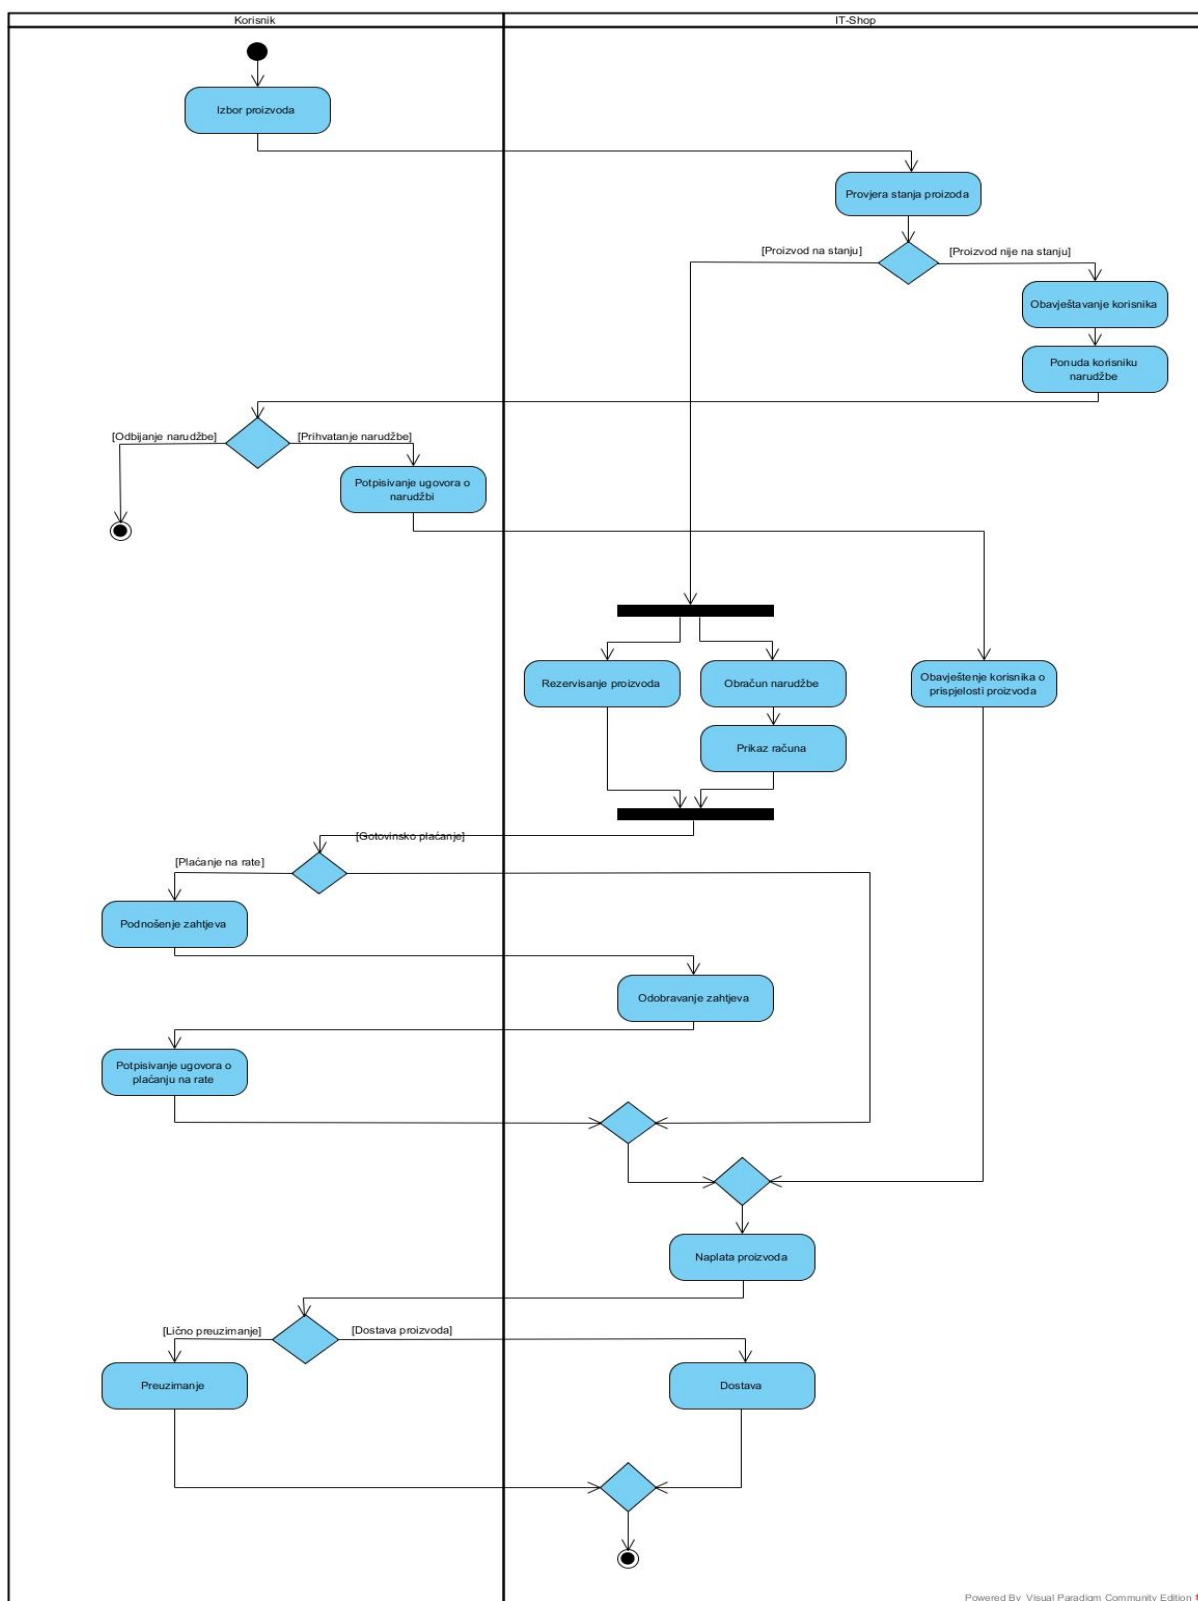 Korisnik
IT-Shop
Izbor proizvoda
Provjera stanja proizoda
[Proizvod na stanju]
[Proizvod nije na stanju]
Obavještavanje korisnika
Ponuda korisniku
narudžbe
[Odbijanje narudžbe]
[Prihvatanje narudžbe]
Potpisivanje ugovora o
narudžbi
Rezervisanje proizvoda
Obračun narudžbe
Obavještenje korisnika o
prispjelosti proizvoda
Prikaz računa
[Gotovinsko plaćanje]
[Plaćanje na rate]
Podnošenje zahtjeva
Odobravanje zahtjeva
Potpisivanje ugovora o
plaćanju na rate
Naplata proizvoda
[Lično preuzimanje]
[Dostava proizvoda]
Preuzimanje
Dostava
Powered By Visual Paradigm Community Edition